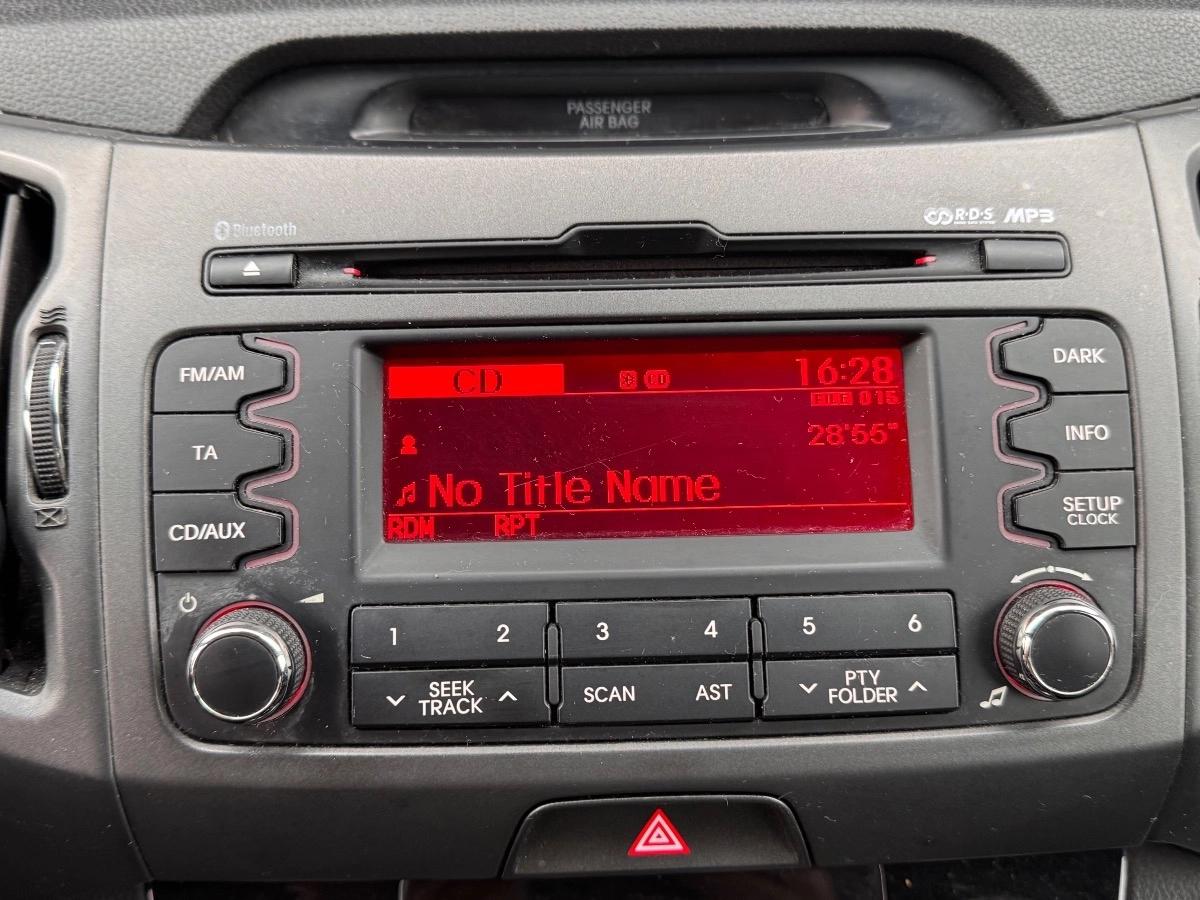 PASSENGER
AIR BAG
Bluetooth
R·D·S MP3
FM/AM
TA
CD/AUX
CD
CD
16:28
FILE 015
28'55"
No Title Name
RDM RPT
DARK
INFO
SETUP
CLOCK
1 2 3 4 5 6
SEEK
TRACK
SCAN AST
PTY
FOLDER